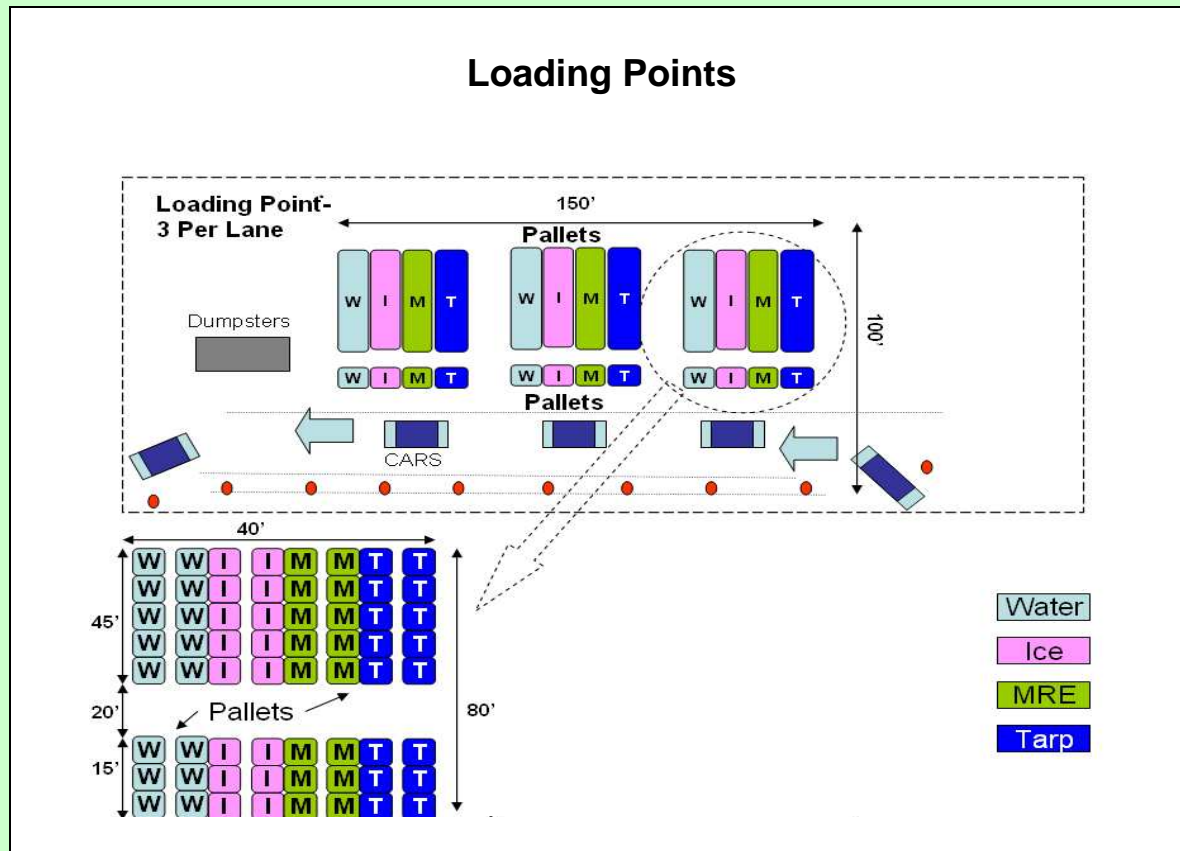 Loading Points
Loading Point-
3 Per Lane
150'
Pallets
W I M T W I M T W I M T
Dumpsters
100'
W I M T W I M T W I M T
Pallets
CARS
40'
W W I I M M T T
W W I I M M T T
45'
W W I I M M T T
W W I I M M T T
W W I I M M T T
20'
Pallets
80'
W W I I M M T T
15'
W W I I M M T T
W W I I M M T T
Water
Ice
MRE
Tarp